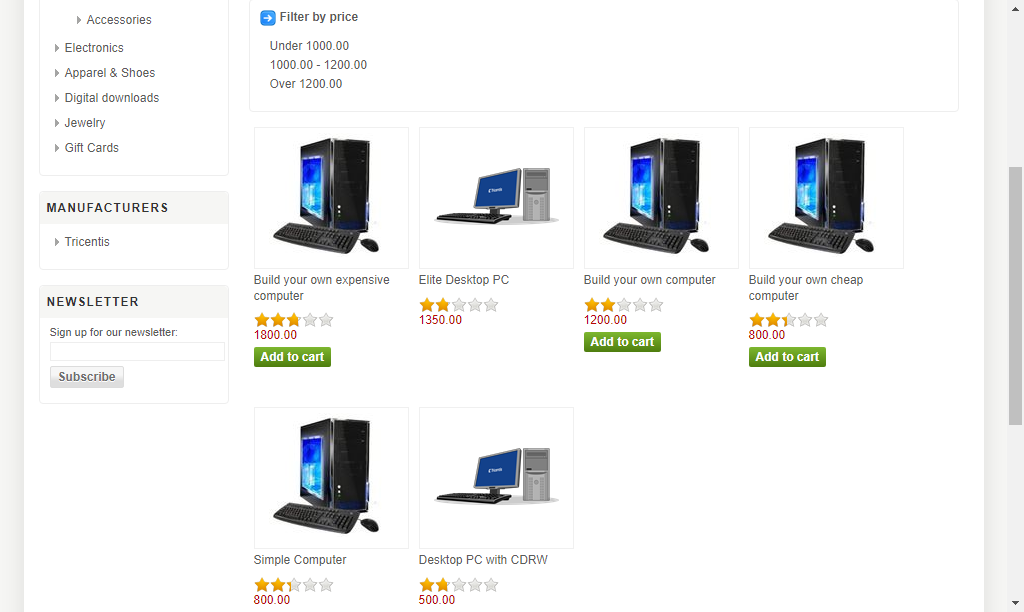 Accessories
Electronics
Apparel & Shoes
Digital downloads
Jewelry
Gift Cards
MANUFACTURERS
Tricentis
NEWSLETTER
Sign up for our newsletter:
Subscribe
Filter by price
Under 1000.00
1000.00 - 1200.00
Over 1200.00
Build your own expensive
computer
1800.00
Add to cart
Elite Desktop PC
1350.00
Build your own computer
1200.00
Add to cart
Build your own cheap
computer
800.00
Add to cart
Simple Computer
800.00
Desktop PC with CDRW
500.00